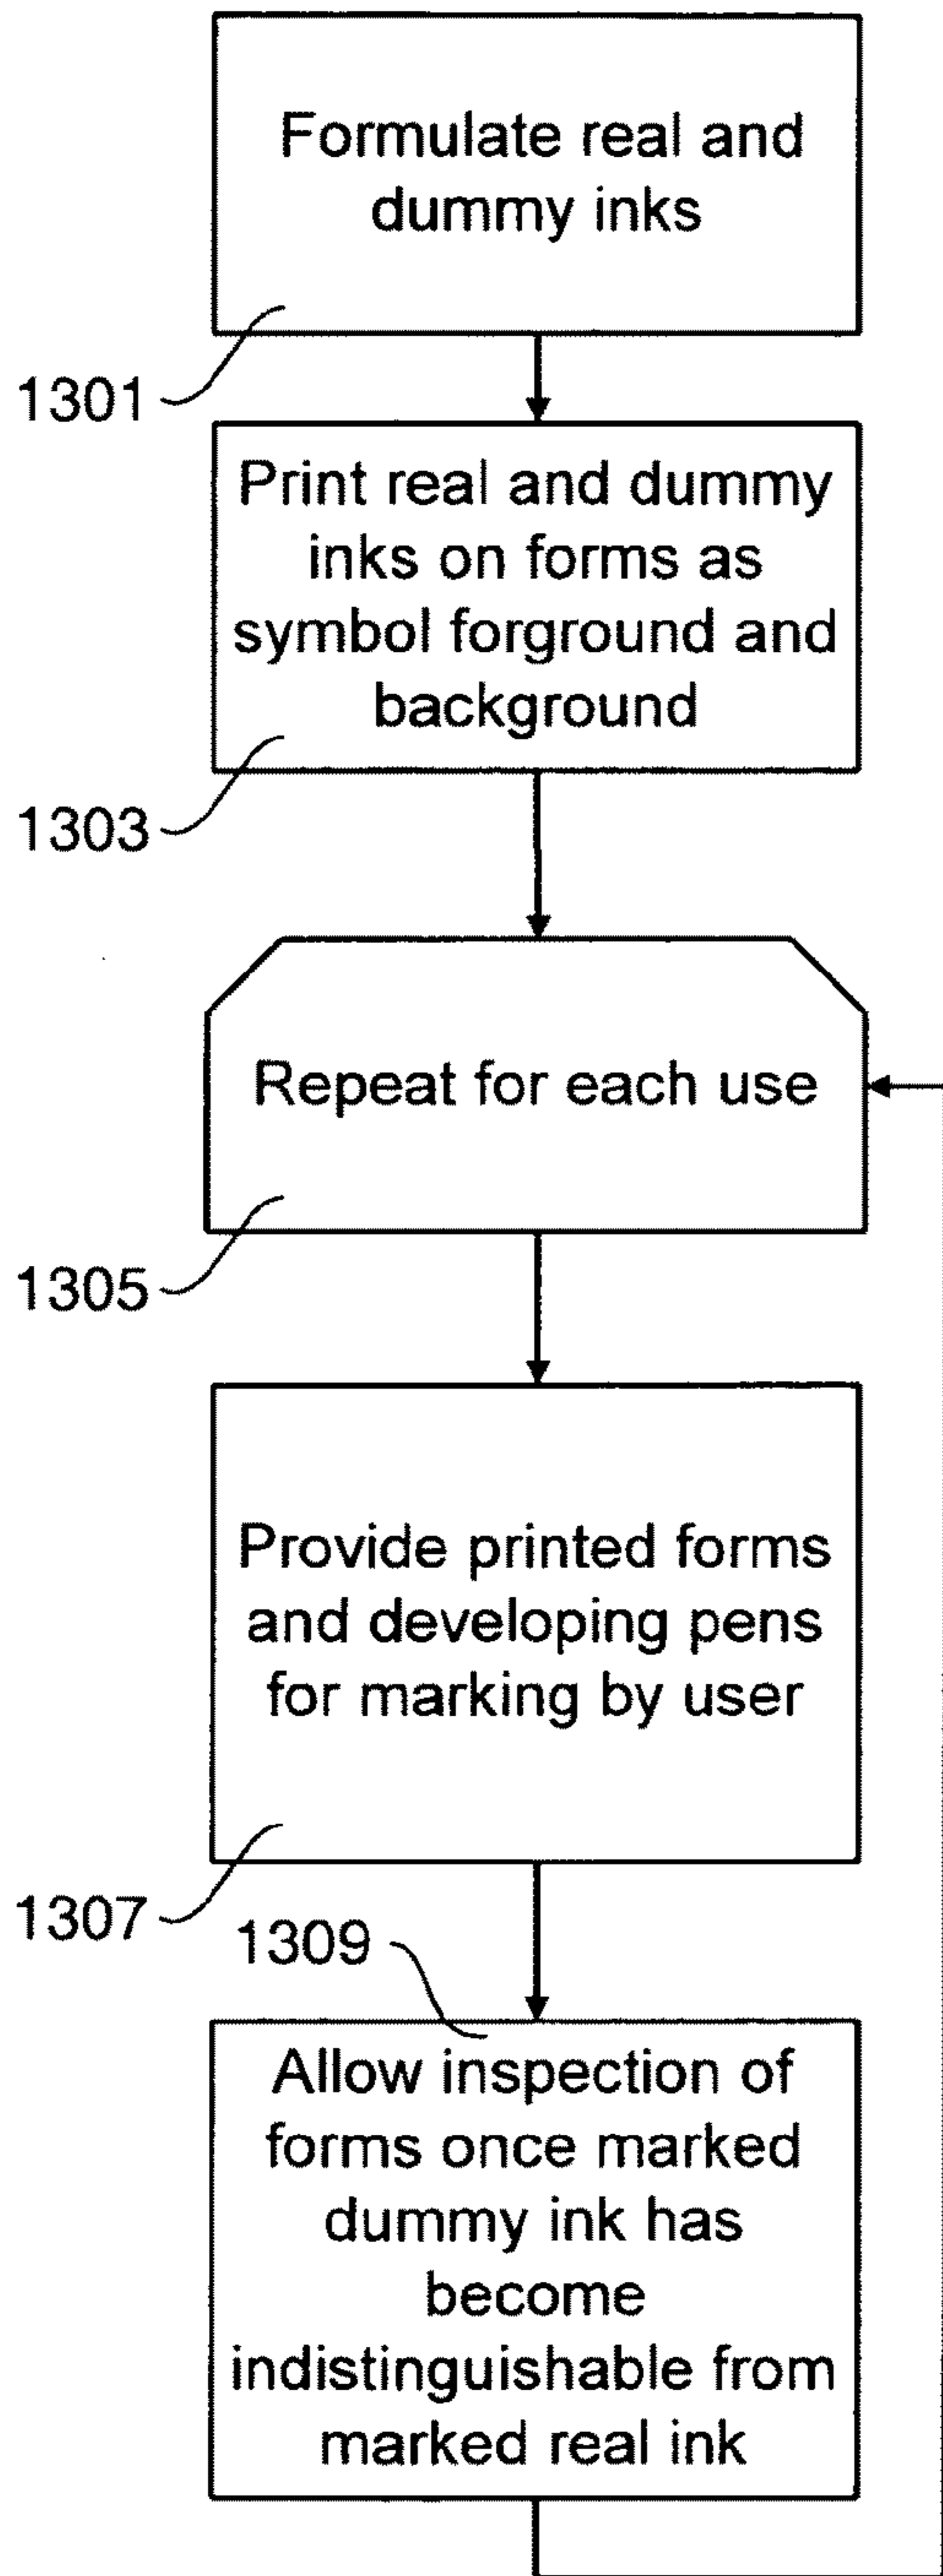 Formulate real and
dummy inks
1301
Print real and dummy
inks on forms as
symbol forground and
background
1303
Repeat for each use
1305
Provide printed forms
and developing pens
for marking by user
1307
1309
Allow inspection of
forms once marked
dummy ink has
become
indistinguishable from
marked real ink